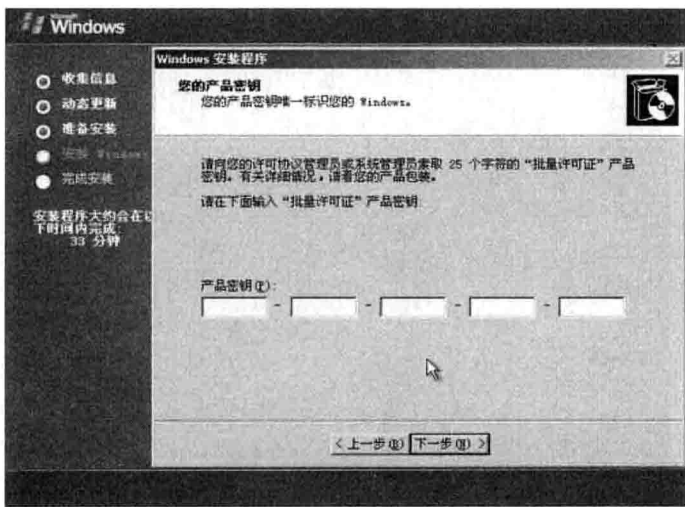 Microsoft
Windows
Windows 安装程序
收集信息
动态更新
准备安装
安装 Windows
完成安装
安装程序大约会在以
下时间内完成:
33 分钟
您的产品密钥
您的产品密钥唯一标识您的 Windows。
请向您的许可协议管理员或系统管理员索取 25 个字符的“批量许可证”产品
密钥。有关详细情况,请看您的产品包装。
请在下面输入“批量许可证”产品密钥:
产品密钥(P):
- - - -
< 上一步(B)
下一步(N) >